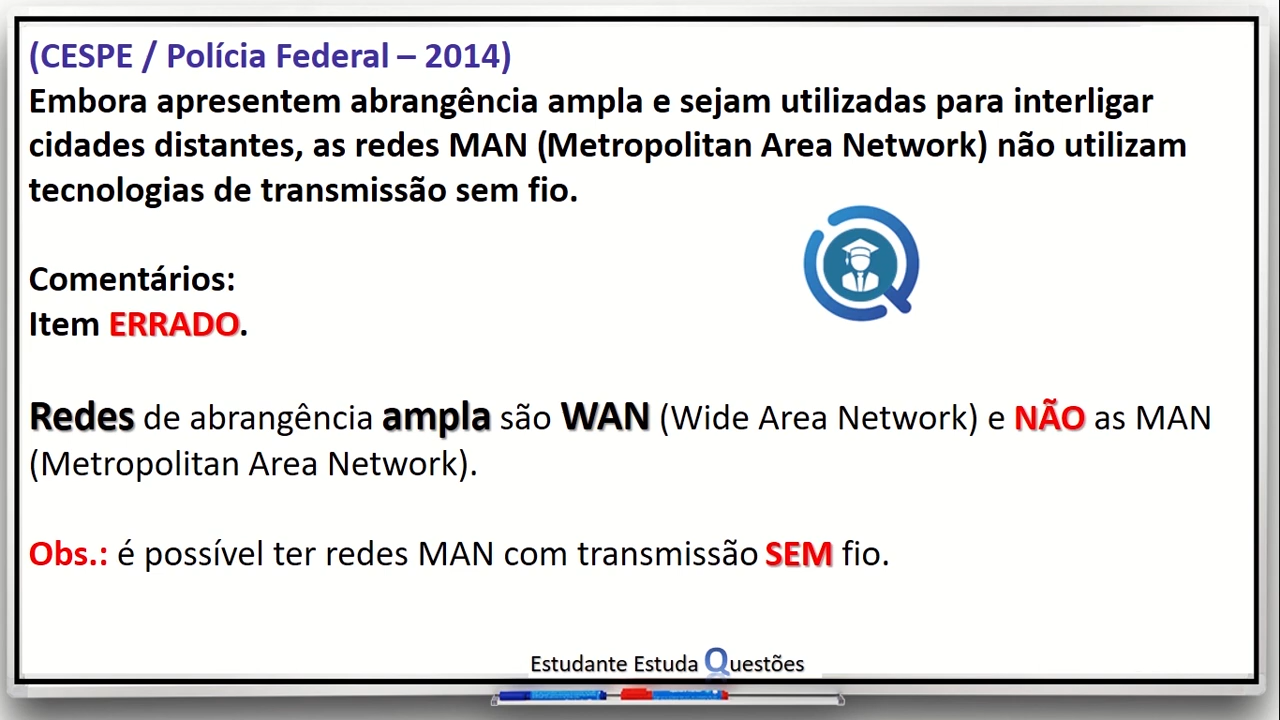 (CESPE / Polícia Federal – 2014)
Embora apresentem abrangência ampla e sejam utilizadas para interligar
cidades distantes, as redes MAN (Metropolitan Area Network) não utilizam
tecnologias de transmissão sem fio.
Comentários:
Item ERRADO.
Redes de abrangência ampla são WAN (Wide Area Network) e NÃO as MAN
(Metropolitan Area Network).
Obs.: é possível ter redes MAN com transmissão SEM fio.
Estudante Estuda Questões